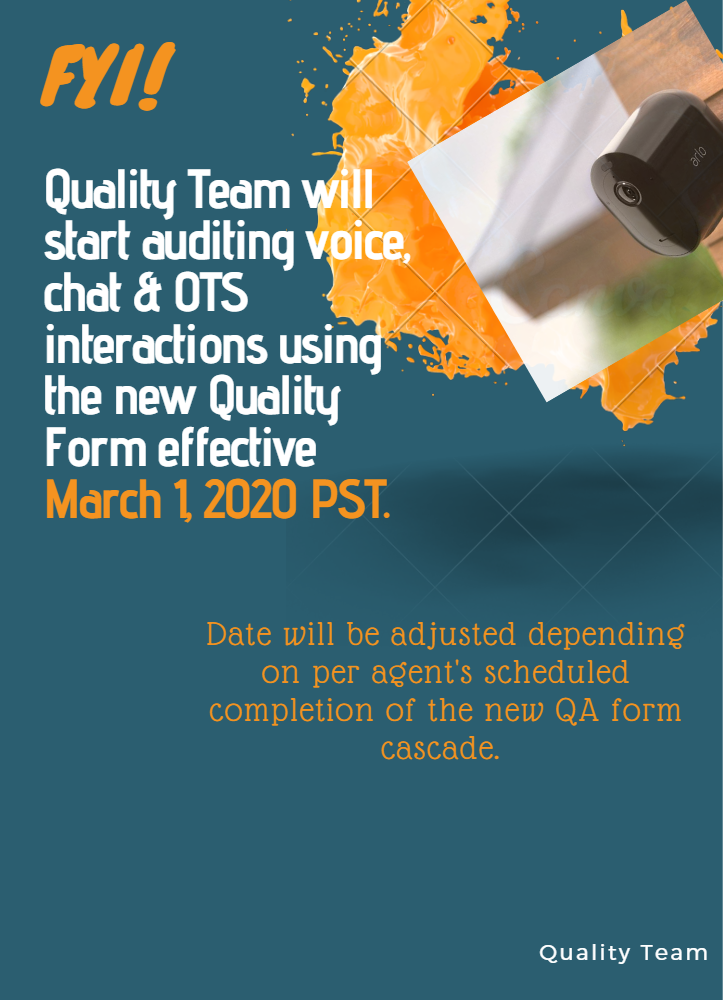 FYI!
arlo
Quality Team will
start auditing voice,
chat & OTS
interactions using
the new Quality
Form effective
March 1, 2020 PST.
Date will be adjusted depending
on per agent's scheduled
completion of the new QA form
cascade.
Quality Team